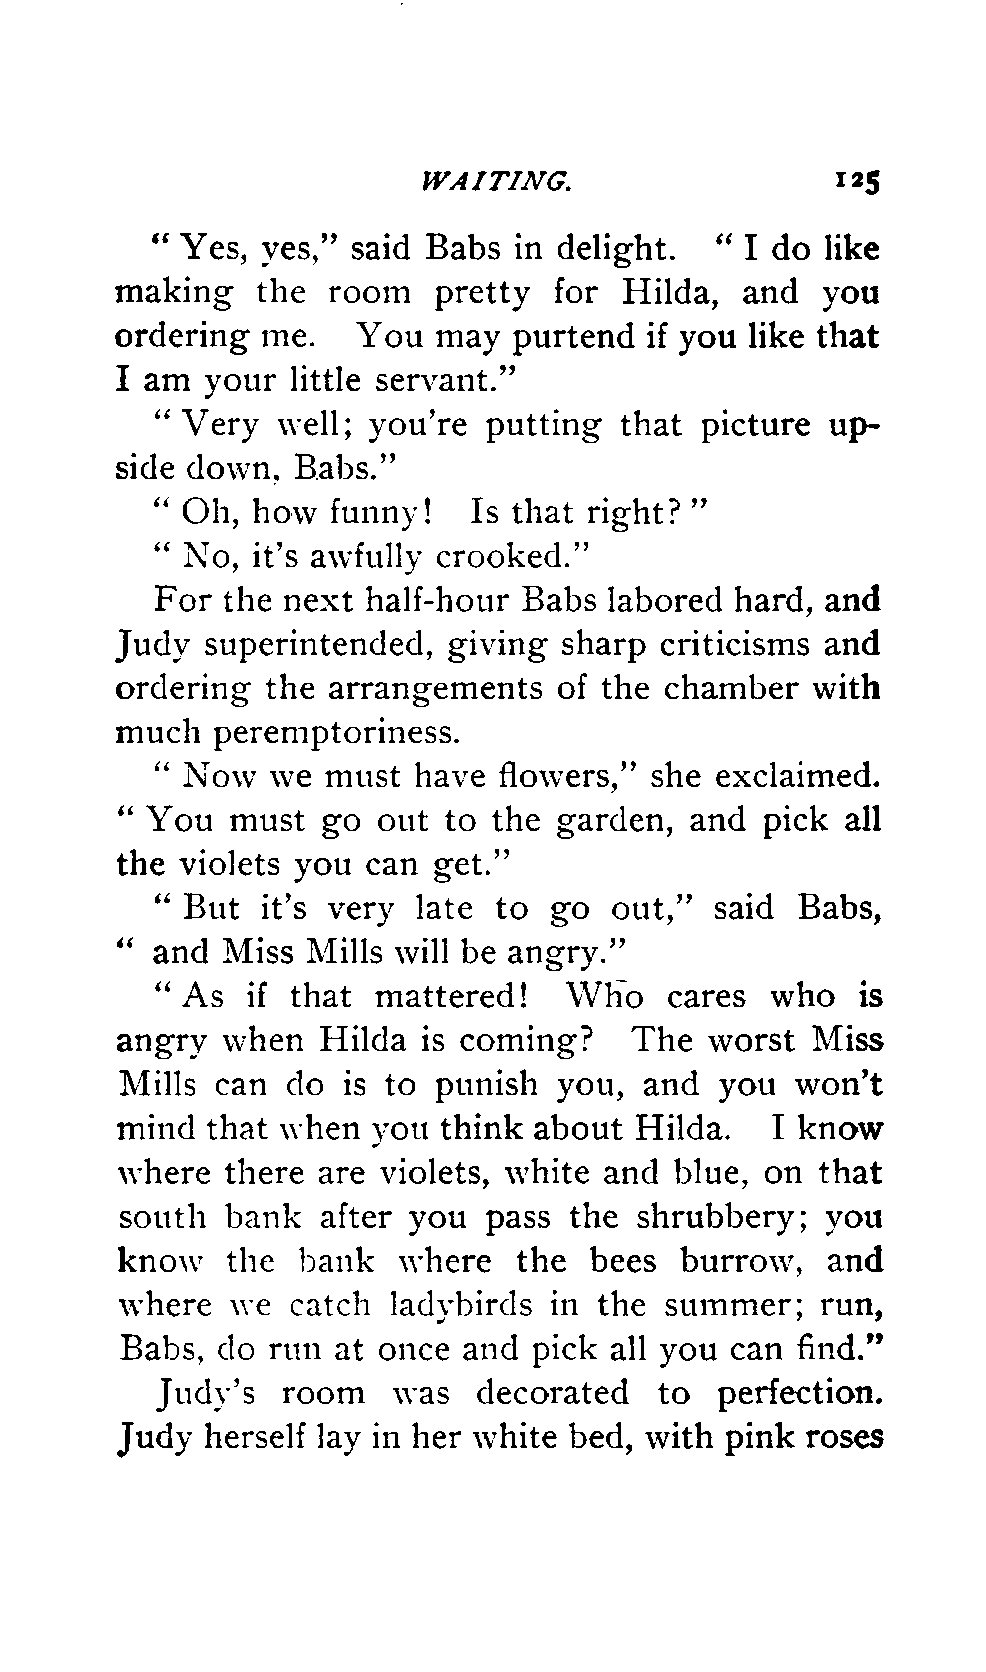 WAITING. 125
" Yes, yes," said Babs in delight. " I do like
making the room pretty for Hilda, and you
ordering me. You may purtend if you like that
I am your little servant."
" Very well; you're putting that picture up-
side down, Babs."
" Oh, how funny! Is that right? "
" No, it's awfully crooked."
For the next half-hour Babs labored hard, and
Judy superintended, giving sharp criticisms and
ordering the arrangements of the chamber with
much peremptoriness.
" Now we must have flowers," she exclaimed.
" You must go out to the garden, and pick all
the violets you can get."
" But it's very late to go out," said Babs,
" and Miss Mills will be angry."
" As if that mattered! Who cares who is
angry when Hilda is coming? The worst Miss
Mills can do is to punish you, and you won't
mind that when you think about Hilda. I know
where there are violets, white and blue, on that
south bank after you pass the shrubbery; you
know the bank where the bees burrow, and
where we catch ladybirds in the summer; run,
Babs, do run at once and pick all you can find."
Judy's room was decorated to perfection.
Judy herself lay in her white bed, with pink roses